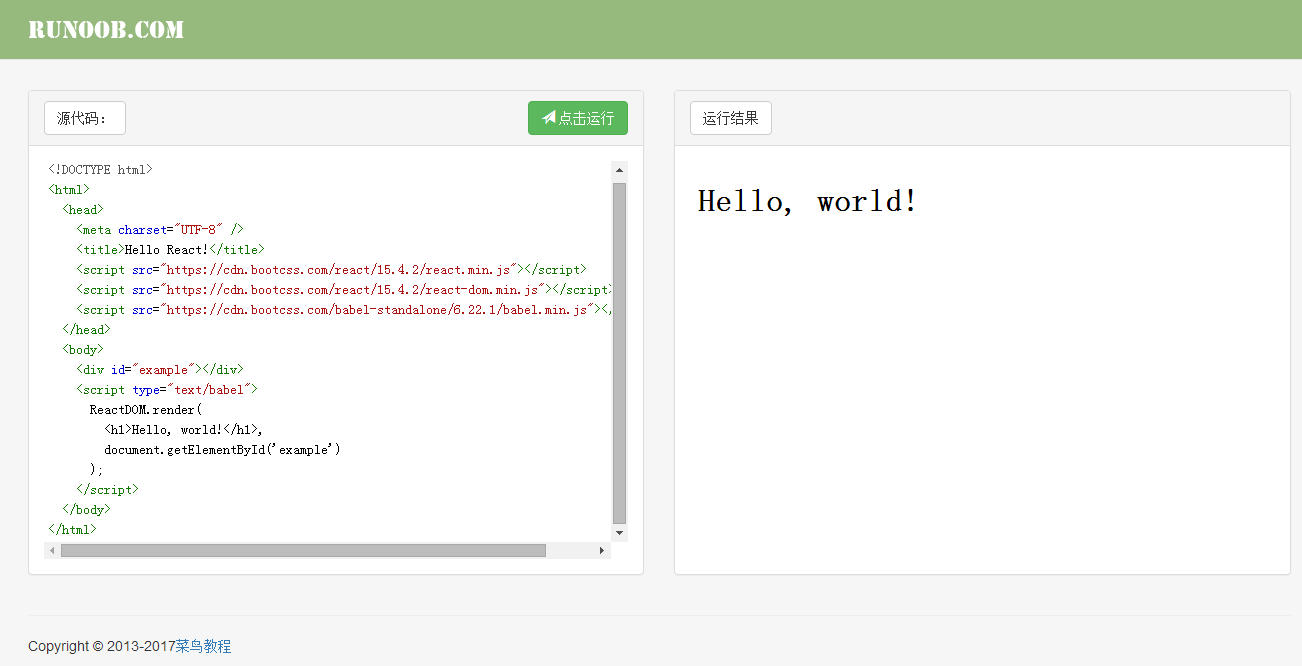 RUNOOB.COM
源代码：
点击运行
<!DOCTYPE html>
<html>
<head>
<meta charset="UTF-8" />
<title>Hello React!</title>
<script src="https://cdn.bootcss.com/react/15.4.2/react.min.js"></script>
<script src="https://cdn.bootcss.com/react/15.4.2/react-dom.min.js"></script>
<script src="https://cdn.bootcss.com/babel-standalone/6.22.1/babel.min.js"></
</head>
<body>
<div id="example"></div>
<script type="text/babel">
ReactDOM.render(
<h1>Hello, world!</h1>,
document.getElementById('example')
);
</script>
</body>
</html>
运行结果
Hello, world!
Copyright © 2013-2017菜鸟教程